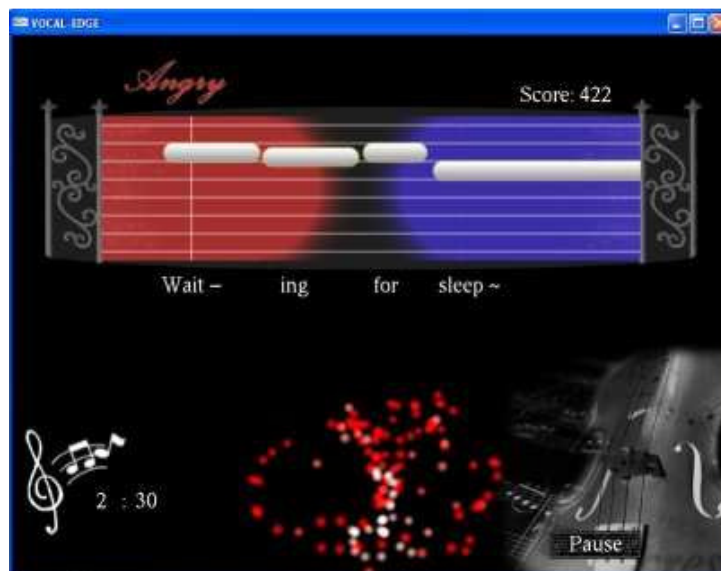 VOCAL EDGE
Angry
Score: 422
Wait – ing for sleep ~
2 : 30
Pause